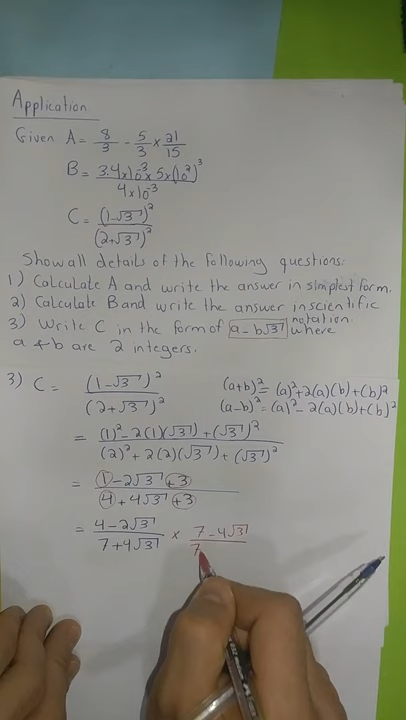 Application
Given A = 8/3 - 5/3 × 21/15
B = 3.4×10^-3 × 5×(10^2)^3 / 4×10^-3
C = (1-√3)^2 / (2+√3)^2
Show all details of the following questions:
1) Calculate A and write the answer in simplest form.
2) Calculate B and write the answer in scientific notation.
3) Write C in the form of a-b√3 where
a & b are 2 integers.
3) C = (1-√3)^2 / (2+√3)^2
(a+b)^2 = (a)^2 + 2(a)(b) + (b)^2
(a-b)^2 = (a)^2 - 2(a)(b) + (b)^2
= (1)^2 - 2(1)(√3) + (√3)^2 / (2)^2 + 2(2)(√3) + (√3)^2
= 1 - 2√3 + 3 / 4 + 4√3 + 3
= 4-2√3 / 7+4√3 × 7-4√3 / 7